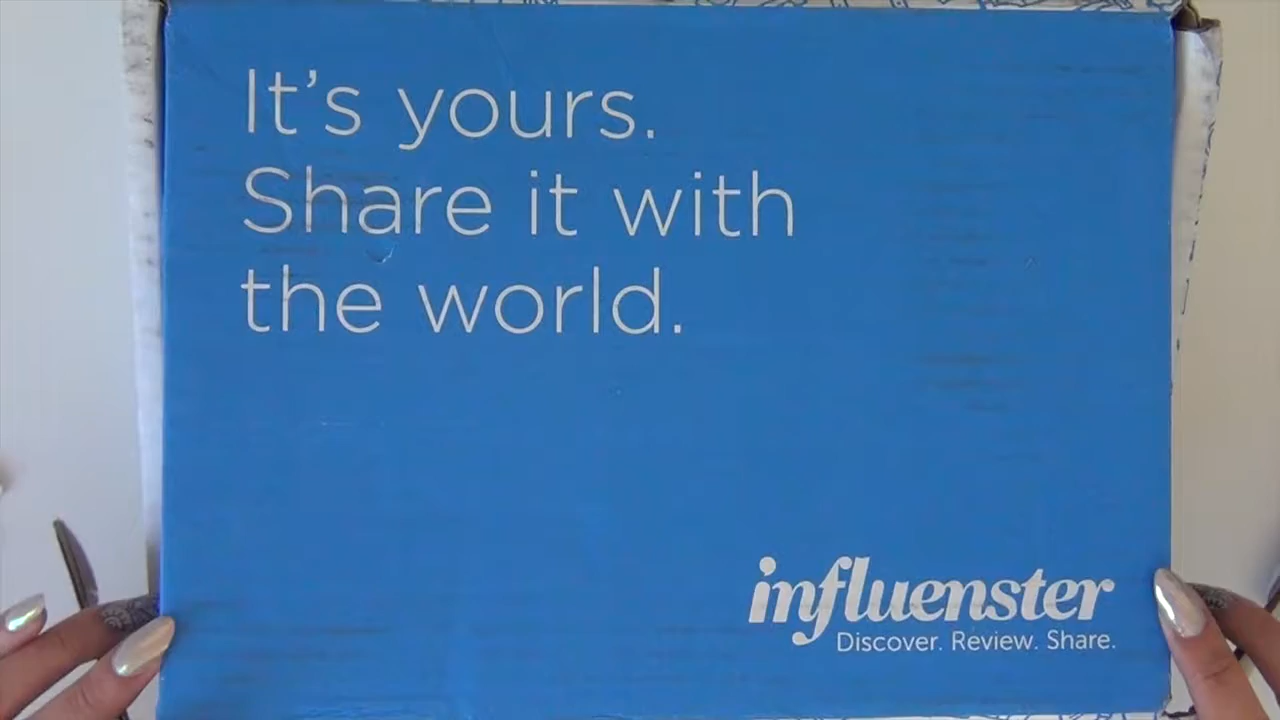 It's yours.
Share it with
the world.
influenster
Discover. Review. Share.